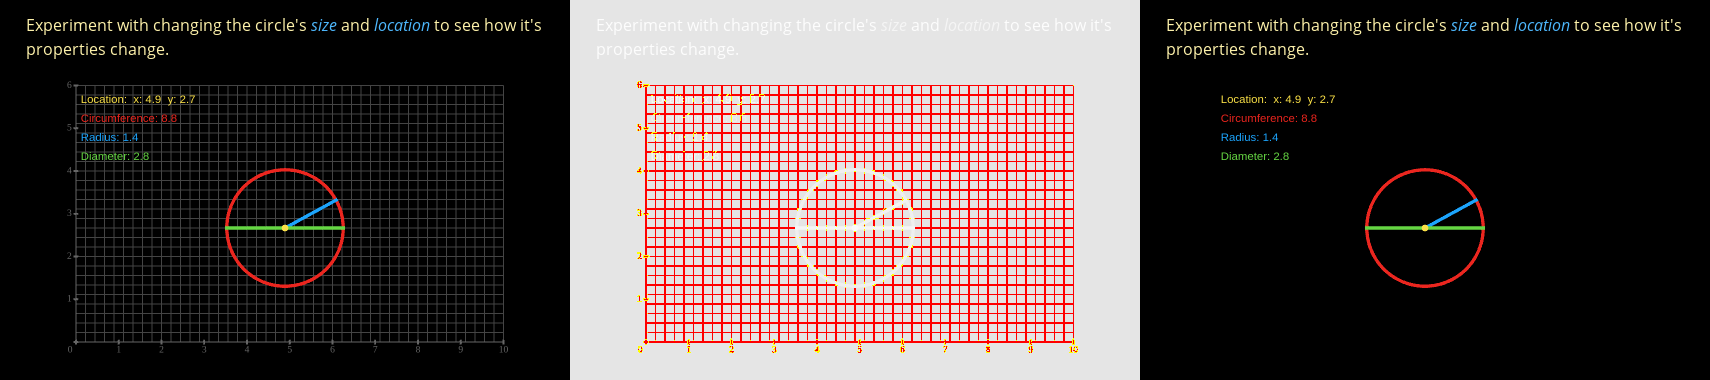 Experiment with changing the circle's size and location to see how it's
properties change.
6
Location: x: 4.9 y: 2.7
Circumference: 8.8
5
Radius: 1.4
Diameter: 2.8
4
3
2
1
0 1 2 3 4 5 6 7 8 9 10
Experiment with changing the circle's size and location to see how it's
properties change.
Experiment with changing the circle's size and location to see how it's
properties change.
Location: x: 4.9 y: 2.7
Circumference: 8.8
Radius: 1.4
Diameter: 2.8